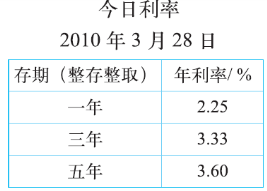 今日利率
2010 年 3 月 28 日
存期（整存整取） 年利率/ %
一年 2.25
三年 3.33
五年 3.60